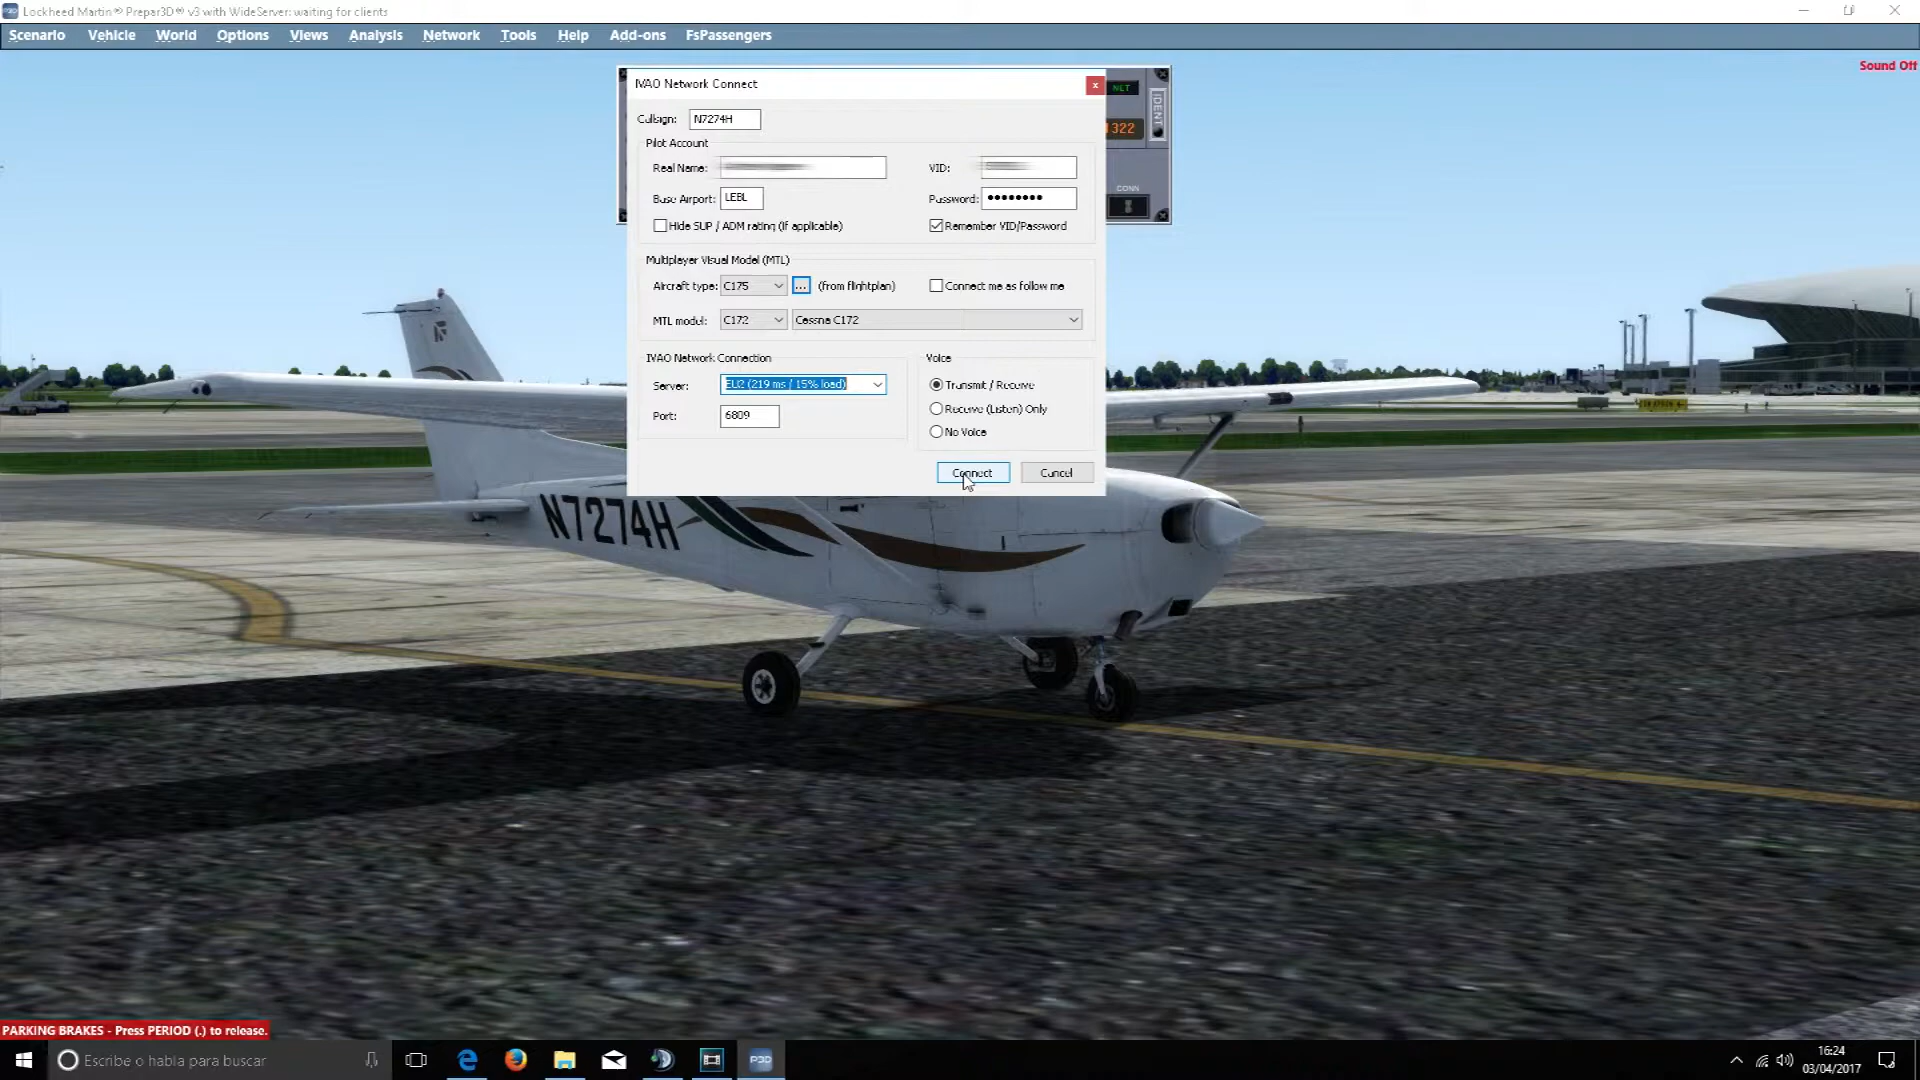 Lockheed Martin® Prepar3D® v3 with WideServer: waiting for clients
Scenario Vehicle World Options Views Analysis Network Tools Help Add-ons FsPassengers
Sound Off
IVAO Network Connect
Callsign: N7274H
Pilot Account
Real Name:
VID:
Base Airport: LEBL
Password: ●●●●●●●●
Hide SUP / ADM rating (if applicable)
Remember VID/Password
Multiplayer Visual Model (MTL)
Aircraft type: C175 ... (from flightplan)
Connect me as follow me
MTL model: C172 Cessna C172
IVAO Network Connection
Server: EU2 (219 ms / 15% load)
Port: 6809
Voice
Transmit / Receive
Receive (Listen) Only
No Voice
Connect Cancel
NET
IDENT
1322
CONN
N7274H
PARKING BRAKES - Press PERIOD (.) to release.
Escribe o habla para buscar
P3D
16:24
03/04/2017